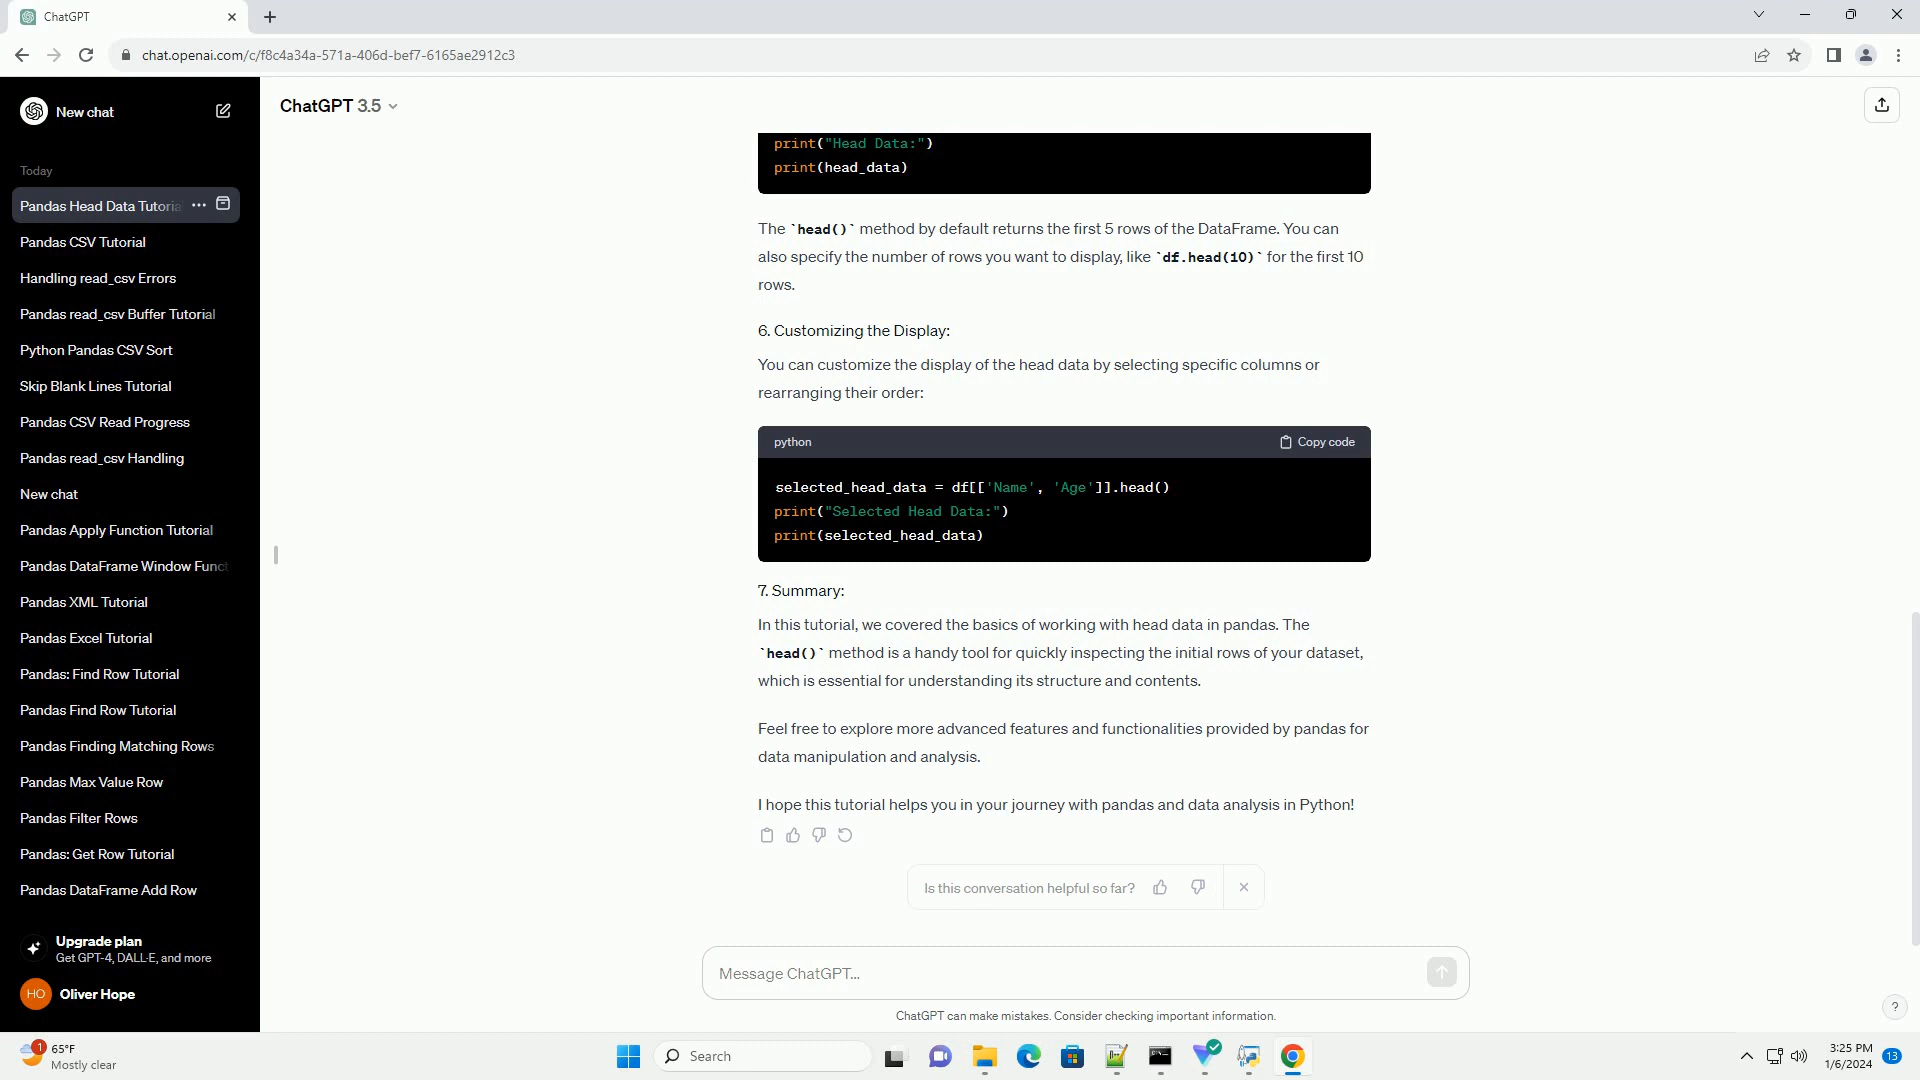 ChatGPT
chat.openai.com/c/f8c4a34a-571a-406d-bef7-6165ae2912c3
New chat
Today
Pandas Head Data Tutoria
Pandas CSV Tutorial
Handling read_csv Errors
Pandas read_csv Buffer Tutorial
Python Pandas CSV Sort
Skip Blank Lines Tutorial
Pandas CSV Read Progress
Pandas read_csv Handling
New chat
Pandas Apply Function Tutorial
Pandas DataFrame Window Funct
Pandas XML Tutorial
Pandas Excel Tutorial
Pandas: Find Row Tutorial
Pandas Find Row Tutorial
Pandas Finding Matching Rows
Pandas Max Value Row
Pandas Filter Rows
Pandas: Get Row Tutorial
Pandas DataFrame Add Row
Upgrade plan
Get GPT-4, DALL·E, and more
HO Oliver Hope
ChatGPT 3.5
print("Head Data:")
print(head_data)
The `head()` method by default returns the first 5 rows of the DataFrame. You can
also specify the number of rows you want to display, like `df.head(10)` for the first 10
rows.
6. Customizing the Display:
You can customize the display of the head data by selecting specific columns or
rearranging their order:
python Copy code
selected_head_data = df[['Name', 'Age']].head()
print("Selected Head Data:")
print(selected_head_data)
7. Summary:
In this tutorial, we covered the basics of working with head data in pandas. The
`head()` method is a handy tool for quickly inspecting the initial rows of your dataset,
which is essential for understanding its structure and contents.
Feel free to explore more advanced features and functionalities provided by pandas for
data manipulation and analysis.
I hope this tutorial helps you in your journey with pandas and data analysis in Python!
Is this conversation helpful so far?
Message ChatGPT...
ChatGPT can make mistakes. Consider checking important information.
?
1
65°F
Mostly clear
Search
3:25 PM
1/6/2024
13